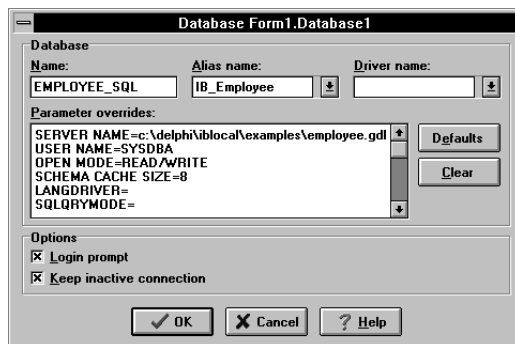 Database Form1.Database1
Database
Name: Alias name: Driver name:
EMPLOYEE_SQL IB_Employee
Parameter overrides:
SERVER NAME=c:\delphi\iblocal\examples\employee.gdl
USER NAME=SYSDBA
OPEN MODE=READ/WRITE
SCHEMA CACHE SIZE=8
LANGDRIVER=
SQLQRYMODE=
Defaults
Clear
Options
Login prompt
Keep inactive connection
OK Cancel ? Help